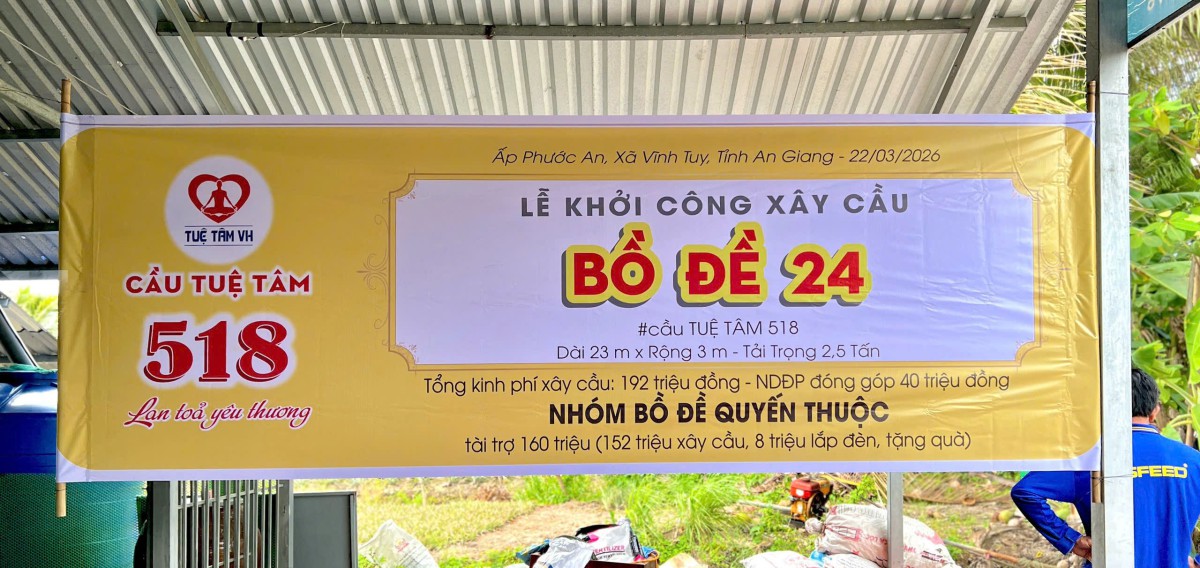 Ấp Phước An, Xã Vĩnh Tuy, Tỉnh An Giang - 22/03/2026
LỄ KHỞI CÔNG XÂY CẦU
BỒ ĐỀ 24
#cầu TUỆ TÂM 518
Dài 23 m x Rộng 3 m - Tải Trọng 2,5 Tấn
Tổng kinh phí xây cầu: 192 triệu đồng - NDĐP đóng góp 40 triệu đồng
NHÓM BỒ ĐỀ QUYẾN THUỘC
tài trợ 160 triệu (152 triệu xây cầu, 8 triệu lắp đèn, tặng quà)
TUỆ TÂM VH
CẦU TUỆ TÂM
518
Lan toả yêu thương
SFEED